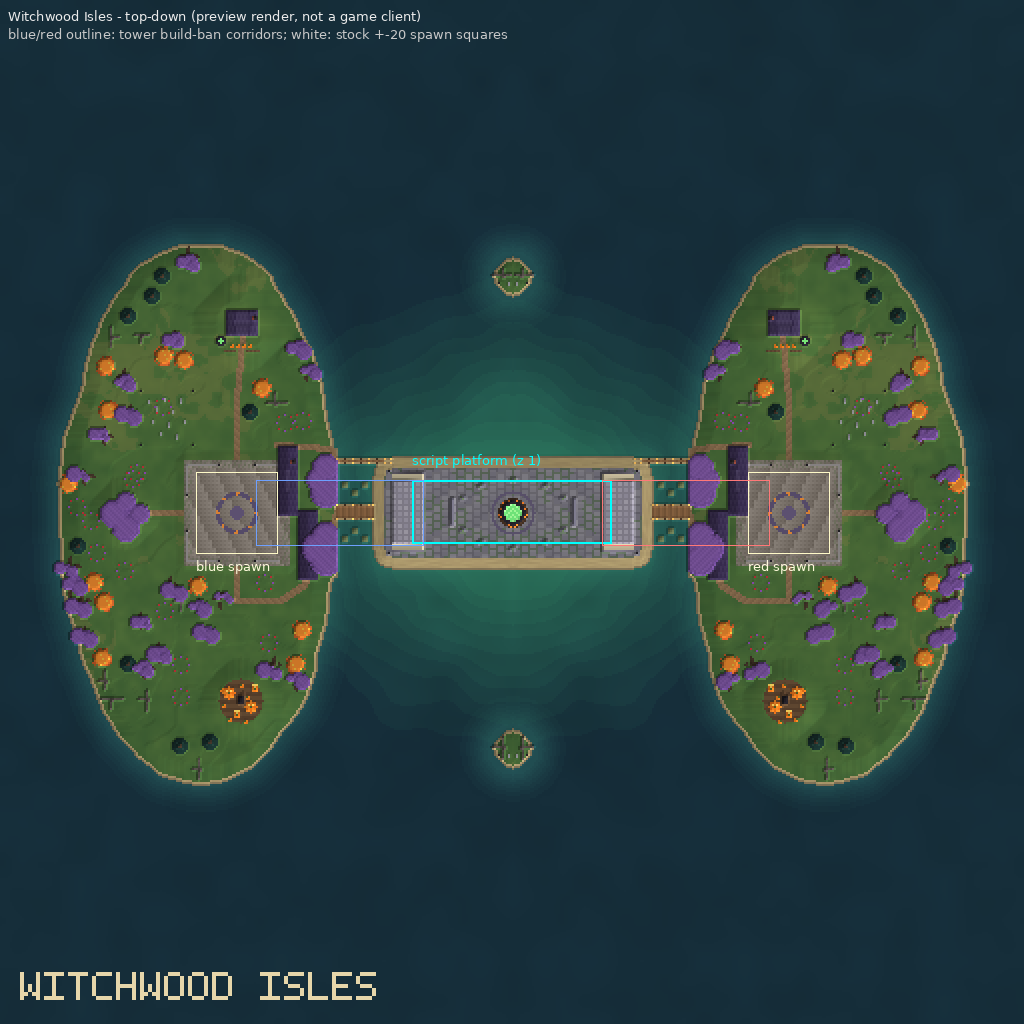 Witchwood Isles - top-down (preview render, not a game client)
blue/red outline: tower build-ban corridors; white: stock +-20 spawn squares
script platform (z 1)
blue spawn
red spawn
WITCHWOOD ISLES